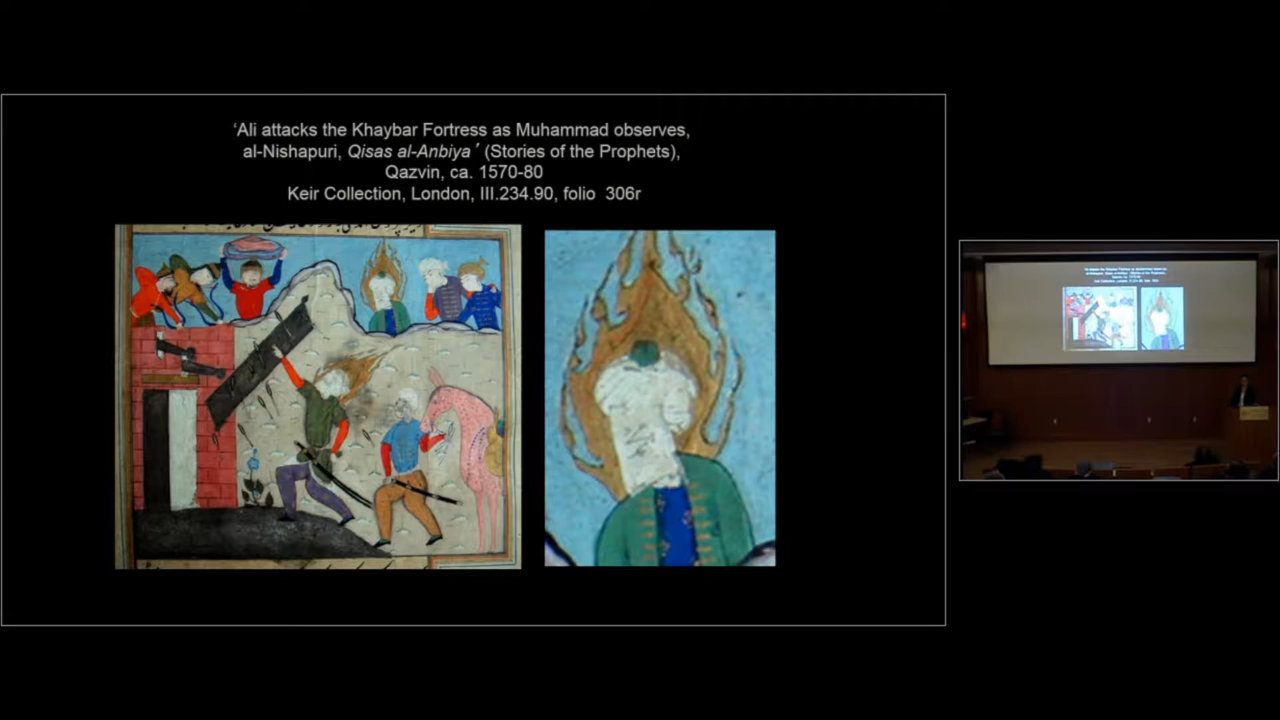 ‘Ali attacks the Khaybar Fortress as Muhammad observes,
al-Nishapuri, Qisas al-Anbiya ’ (Stories of the Prophets),
Qazvin, ca. 1570-80
Keir Collection, London, III.234.90, folio 306r